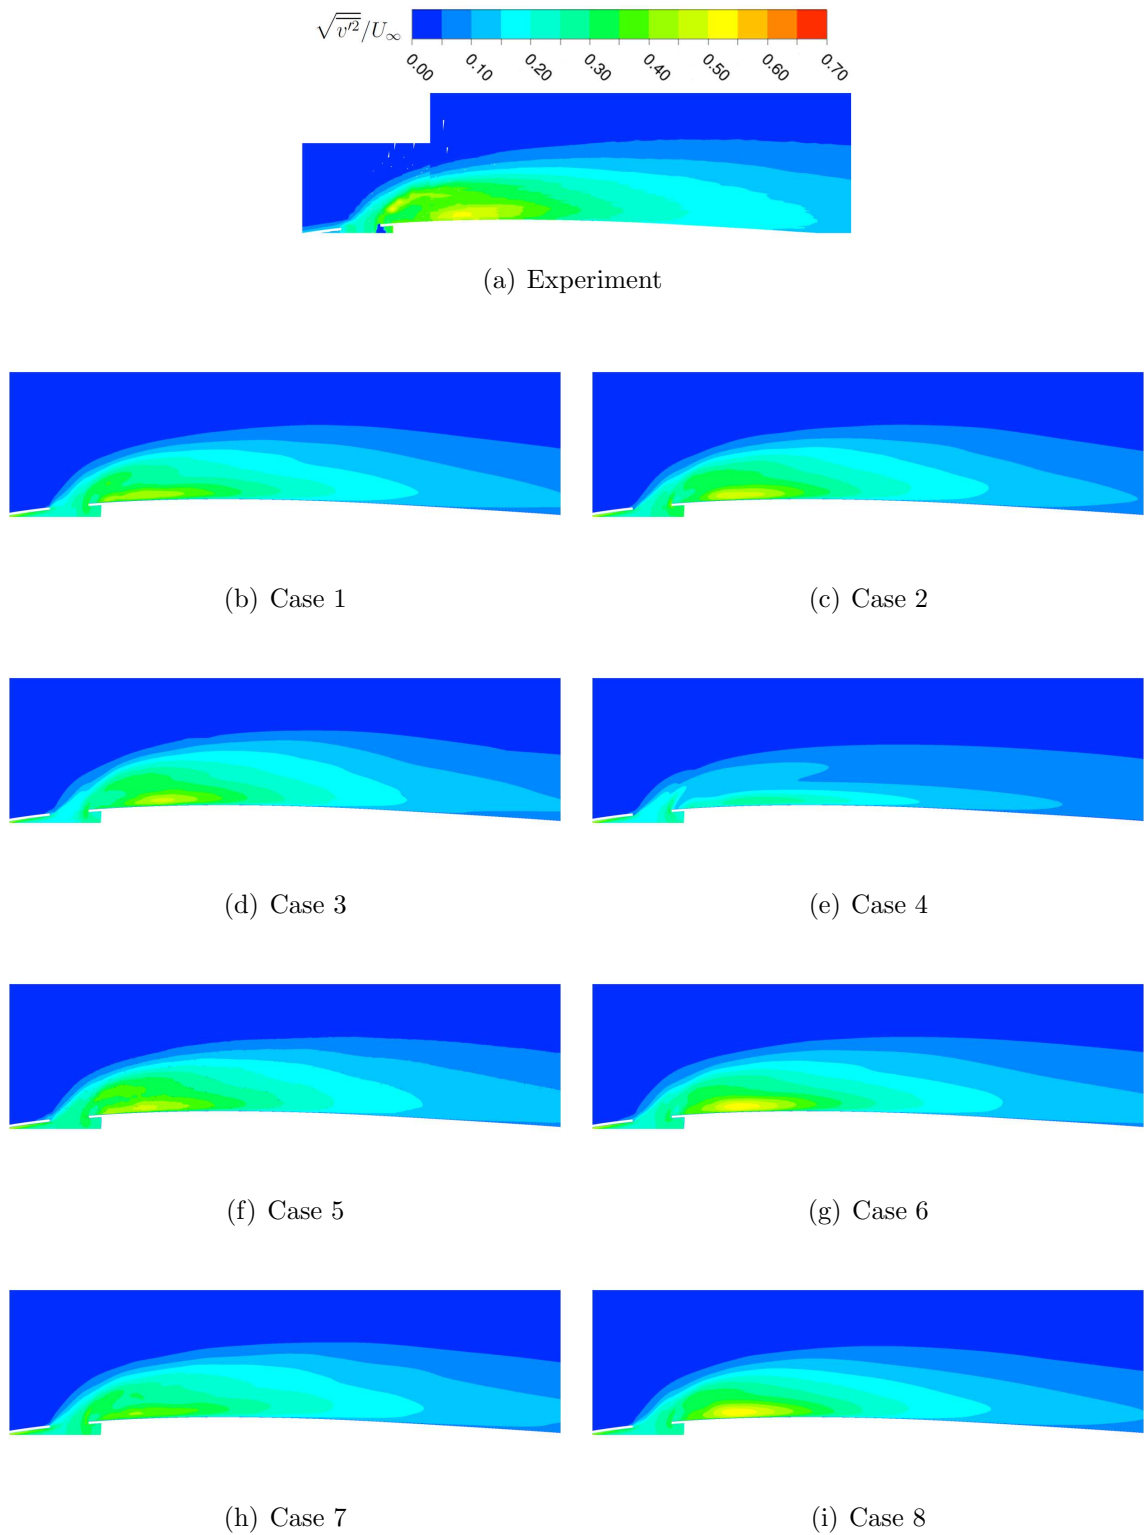 √v′²/U∞
0.00 0.10 0.20 0.30 0.40 0.50 0.60 0.70
(a) Experiment
(b) Case 1
(c) Case 2
(d) Case 3
(e) Case 4
(f) Case 5
(g) Case 6
(h) Case 7
(i) Case 8